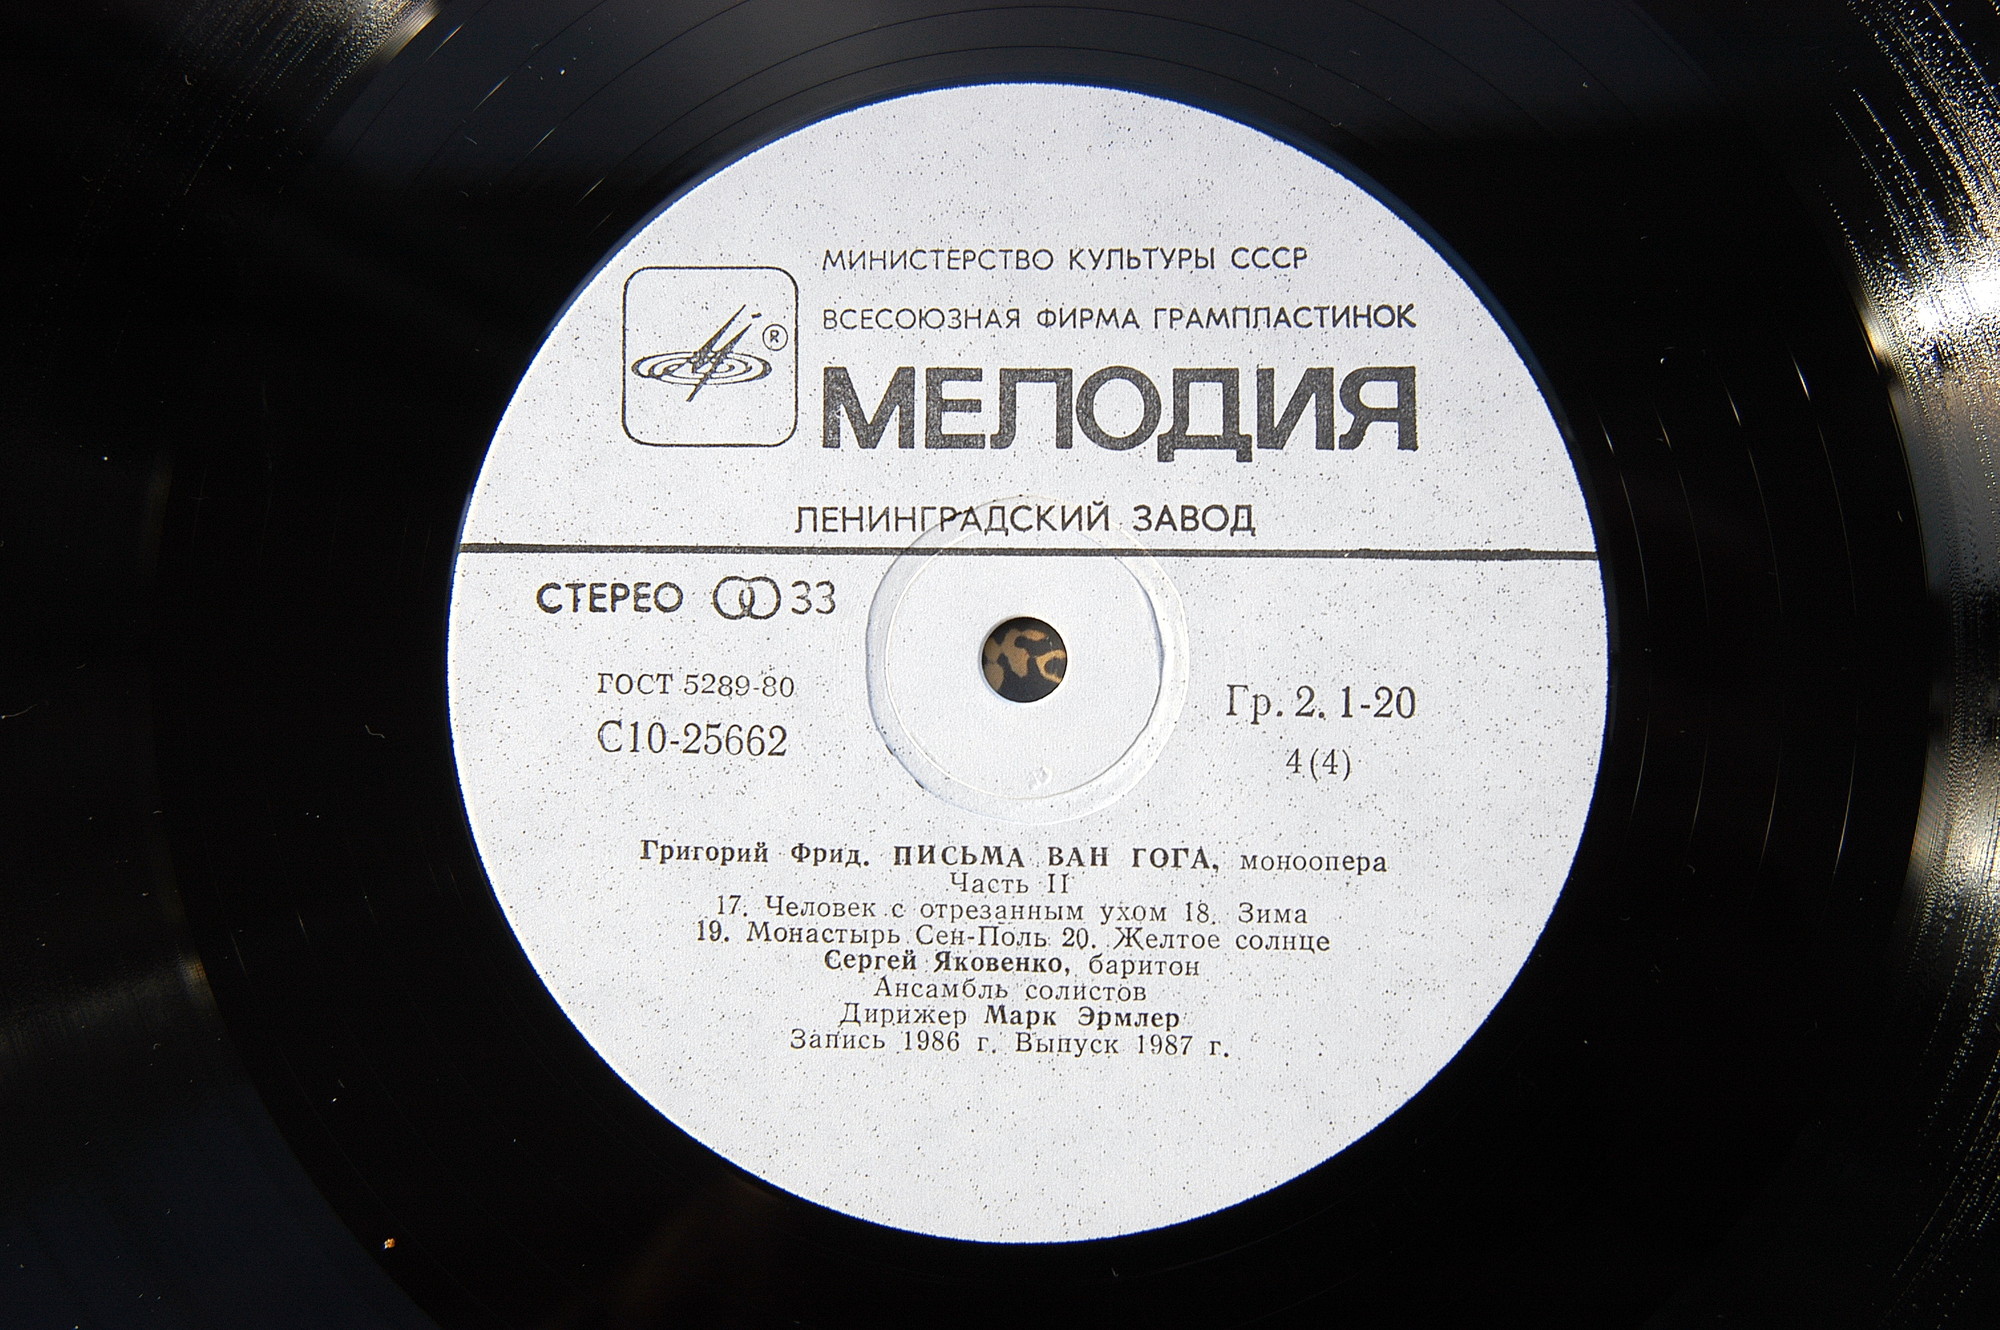 МИНИСТЕРСТВО КУЛЬТУРЫ СССР
ВСЕСОЮЗНАЯ ФИРМА ГРАМПЛАСТИНОК
®
МЕЛОДИЯ
ЛЕНИНГРАДСКИЙ ЗАВОД
СТЕРЕО 33
ГОСТ 5289-80
С10-25662
Гр. 2. 1-20
4(4)
Григорий Фрид. ПИСЬМА ВАН ГОГА, моноопера
Часть II
17. Человек с отрезанным ухом 18. Зима
19. Монастырь Сен-Поль 20. Желтое солнце
Сергей Яковенко, баритон
Ансамбль солистов
Дирижер Марк Эрмлер
Запись 1986 г. Выпуск 1987 г.